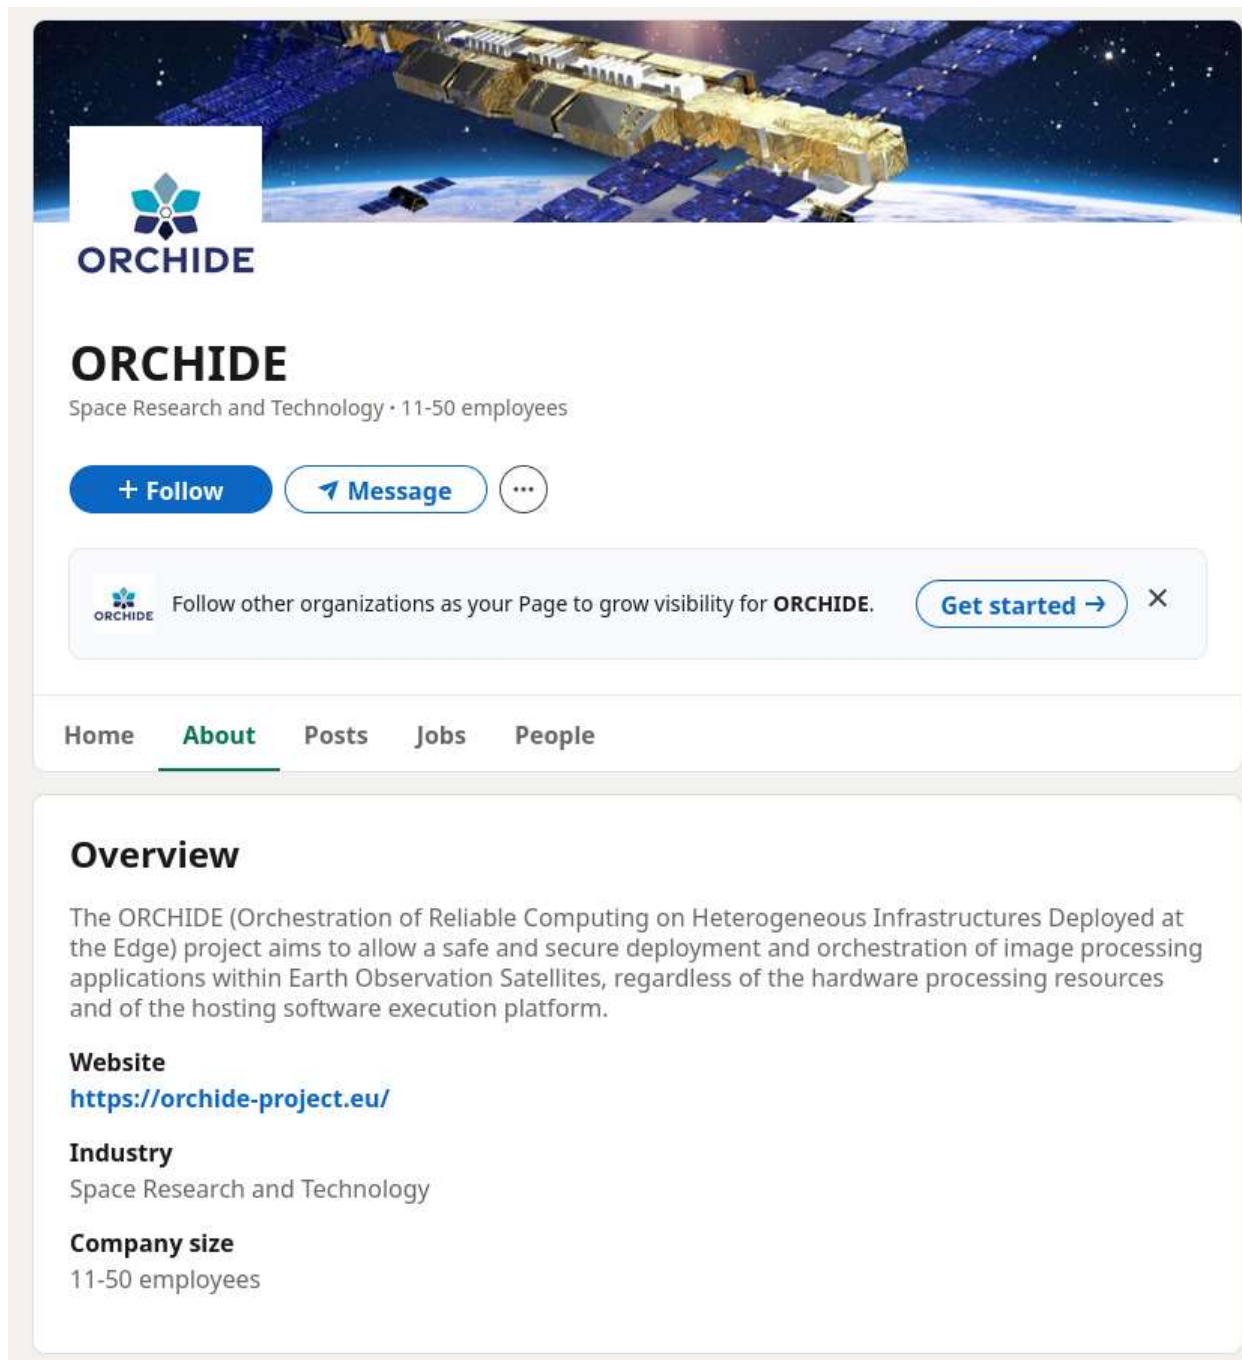 ORCHIDE
ORCHIDE
Space Research and Technology · 11-50 employees
+ Follow
Message
ORCHIDE
Follow other organizations as your Page to grow visibility for ORCHIDE.
Get started →
Home About Posts Jobs People
Overview
The ORCHIDE (Orchestration of Reliable Computing on Heterogeneous Infrastructures Deployed at
the Edge) project aims to allow a safe and secure deployment and orchestration of image processing
applications within Earth Observation Satellites, regardless of the hardware processing resources
and of the hosting software execution platform.
Website
https://orchide-project.eu/
Industry
Space Research and Technology
Company size
11-50 employees